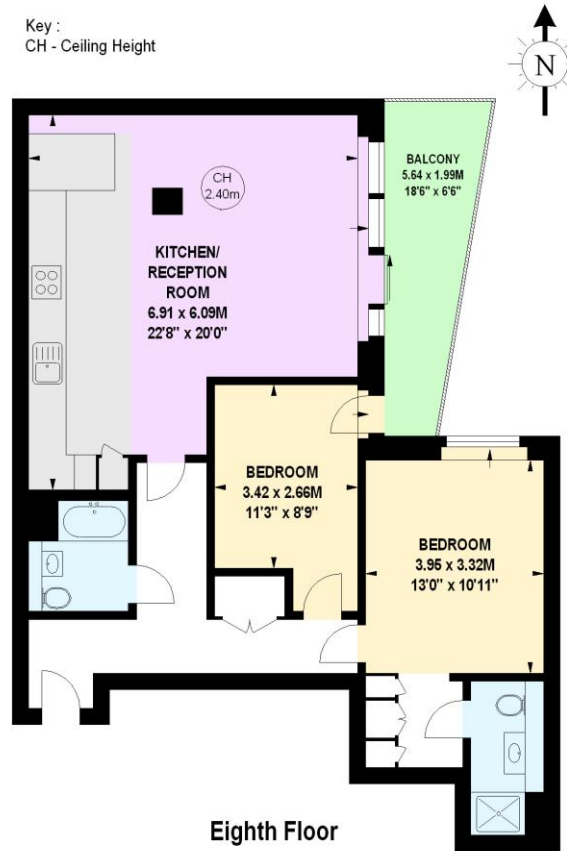 Key :
CH - Ceiling Height
N
BALCONY
5.64 x 1.99M
18'6" x 6'6"
CH
2.40m
KITCHEN/
RECEPTION
ROOM
6.91 x 6.09M
22'8" x 20'0"
BEDROOM
3.42 x 2.66M
11'3" x 8'9"
BEDROOM
3.95 x 3.32M
13'0" x 10'11"
Eighth Floor